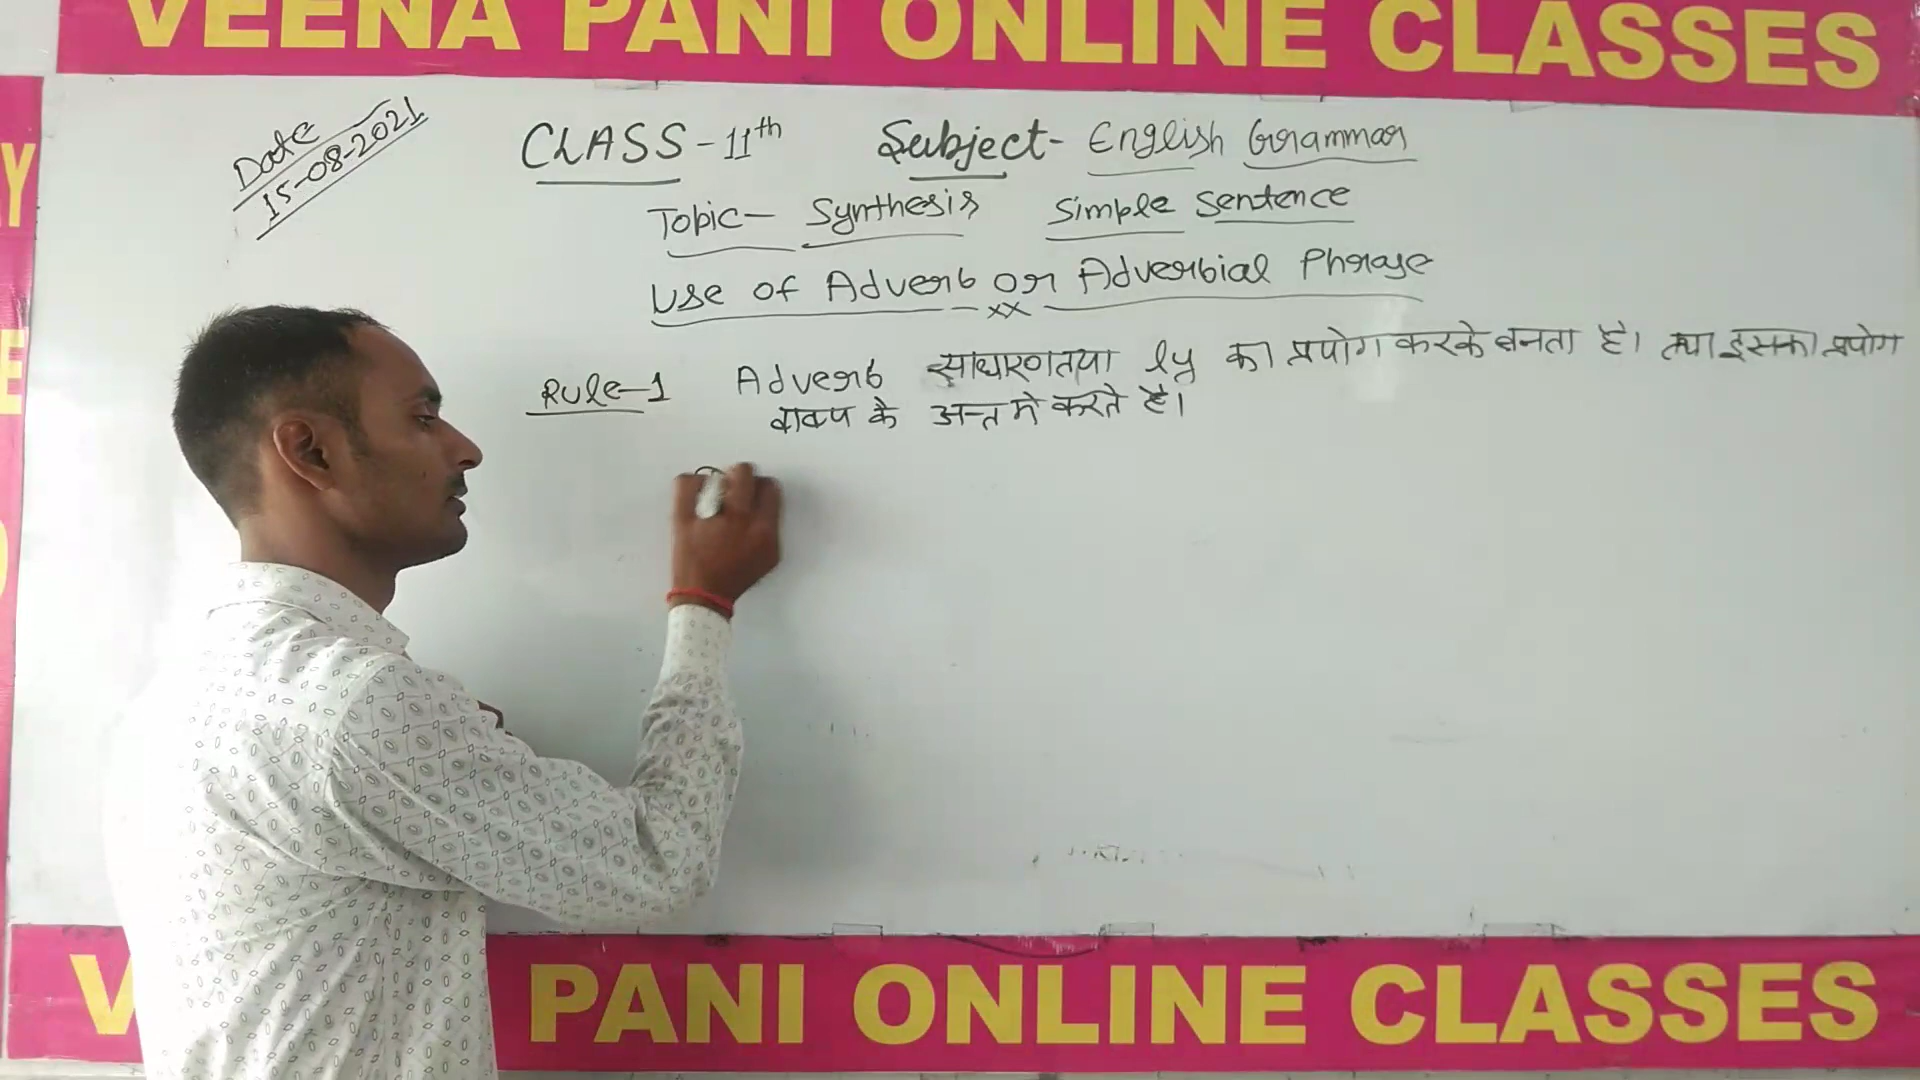 VEENA PANI ONLINE CLASSES
Date
15-08-2021
CLASS - 11th Subject - English Grammar
Topic - Synthesis Simple Sentence
Use of Adverb or Adverbial Phrase
xx
Rule-1 Adverb साधारणतया ly का प्रयोग करके बनता है। तथा इसका प्रयोग
वाक्य के अन्त मे करते है।
Y
E
V PANI ONLINE CLASSES